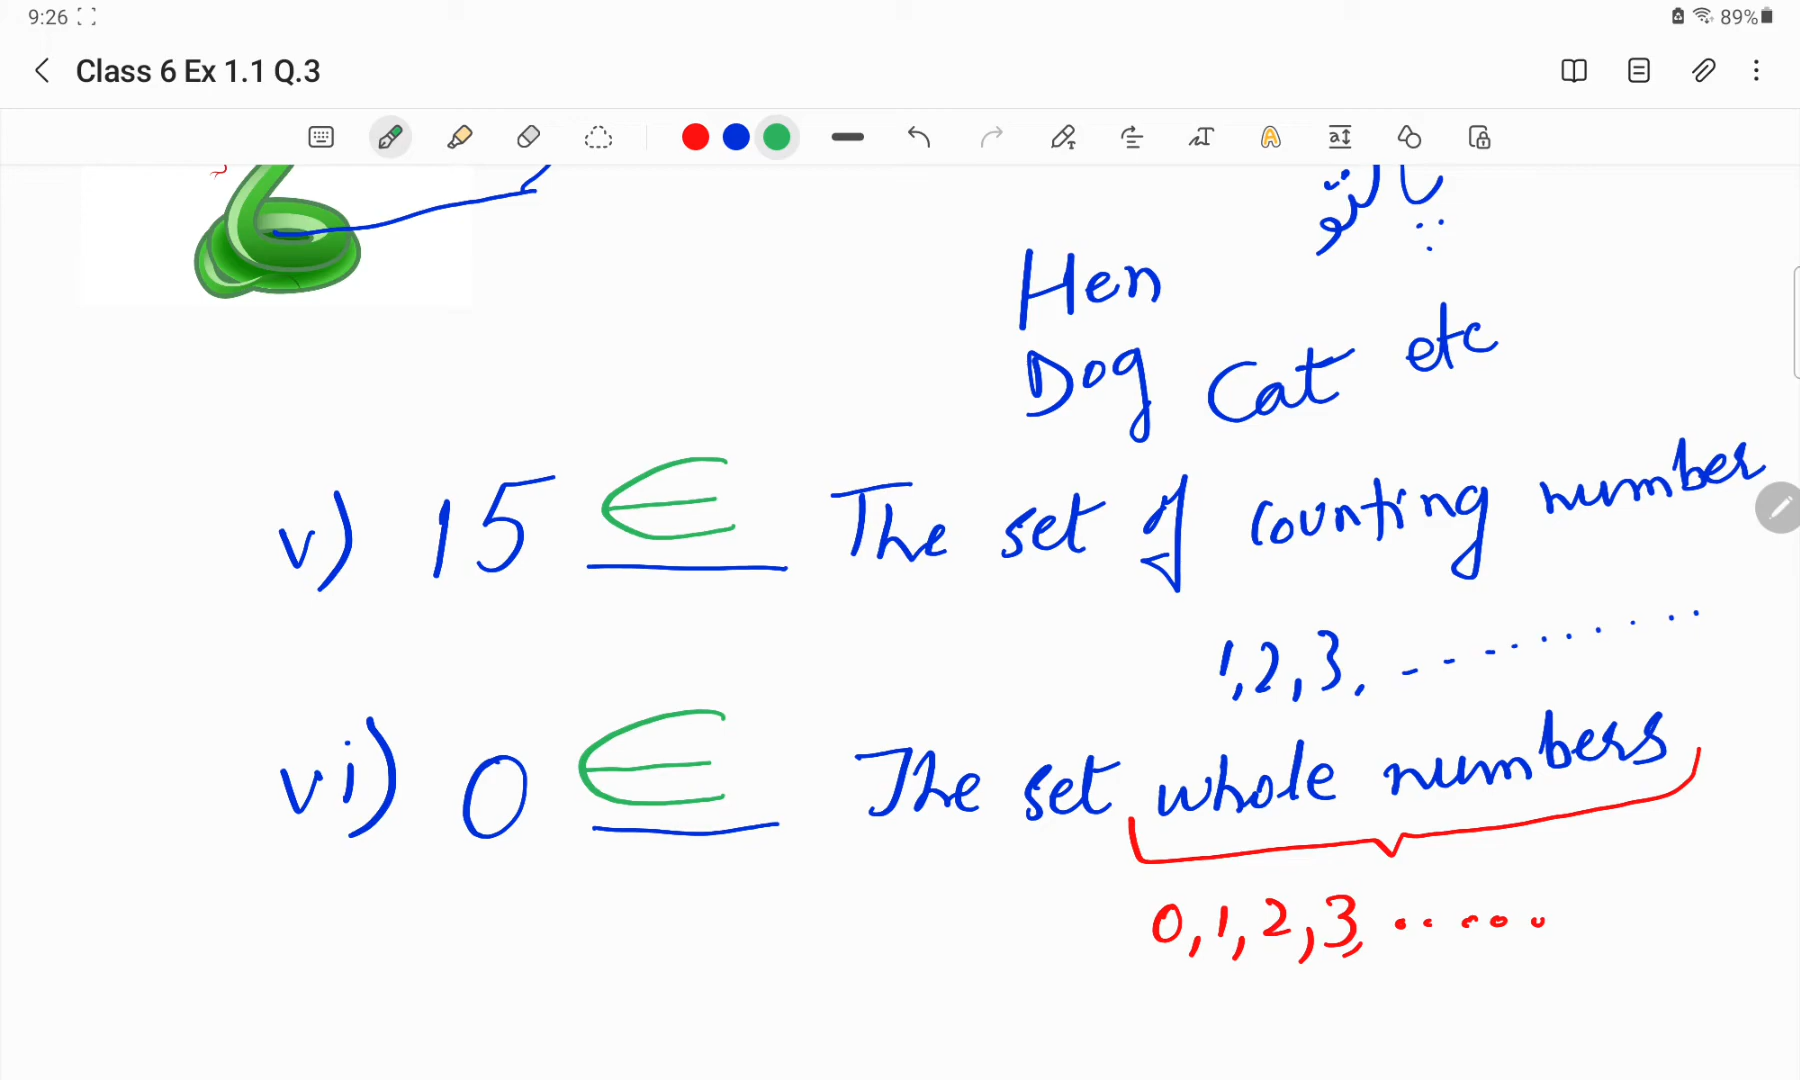 9:26
89%
Class 6 Ex 1.1 Q.3
پالتو
Hen
Dog Cat etc
v) 15 ∈ The set of counting number
1, 2, 3, ..........
vi) 0 ∈ The set whole numbers
0, 1, 2, 3, .....